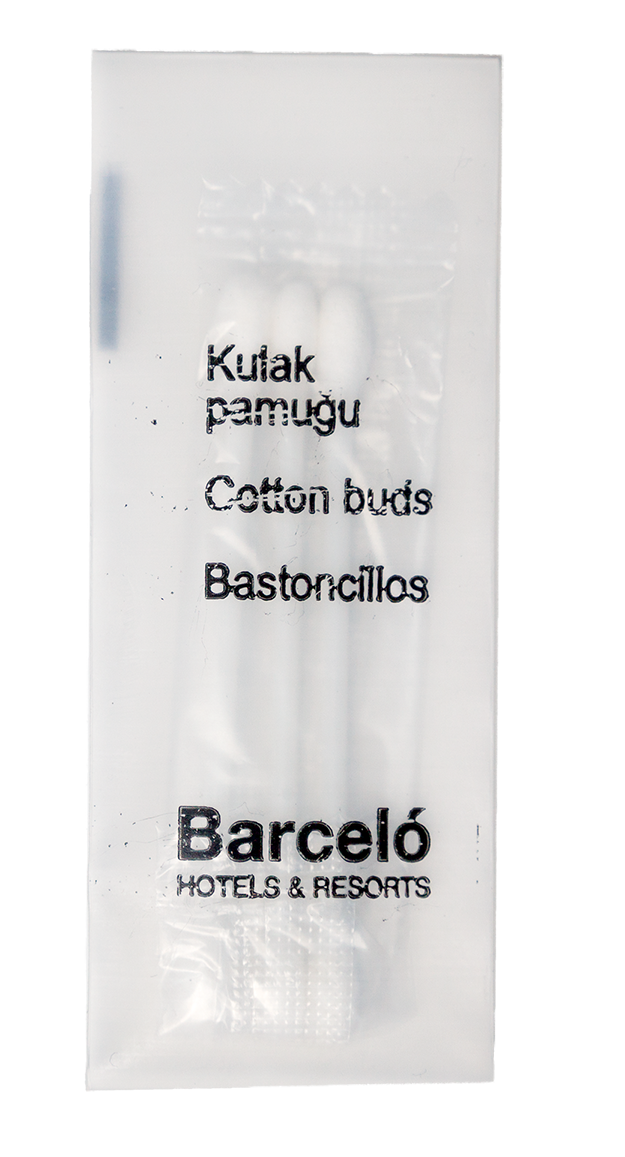 Kulak
pamuğu
Cotton buds
Bastoncillos
Barceló
HOTELS & RESORTS